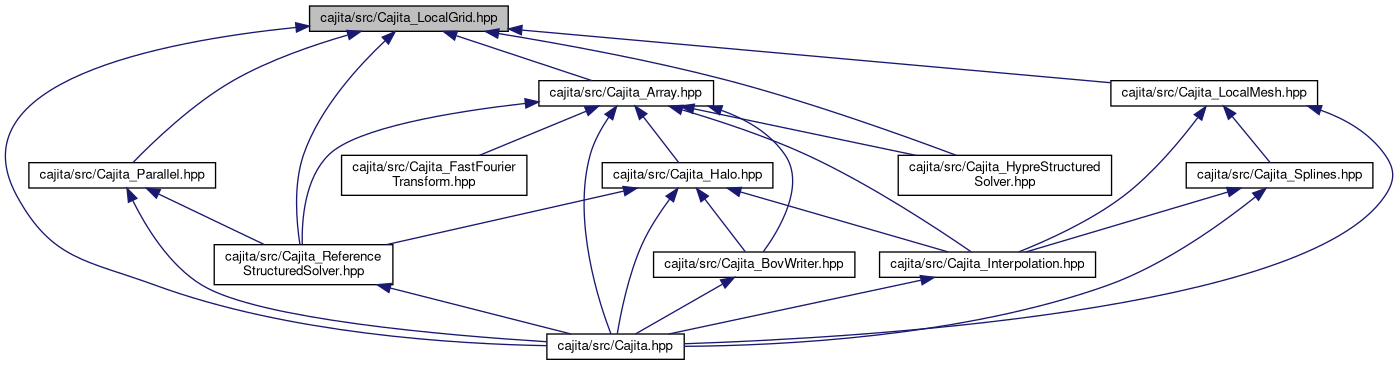 cajita/src/Cajita_LocalGrid.hpp
cajita/src/Cajita_Array.hpp
cajita/src/Cajita_LocalMesh.hpp
cajita/src/Cajita_Parallel.hpp
cajita/src/Cajita_FastFourier
Transform.hpp
cajita/src/Cajita_Halo.hpp
cajita/src/Cajita_HypreStructured
Solver.hpp
cajita/src/Cajita_Splines.hpp
cajita/src/Cajita_Reference
StructuredSolver.hpp
cajita/src/Cajita_BovWriter.hpp
cajita/src/Cajita_Interpolation.hpp
cajita/src/Cajita.hpp